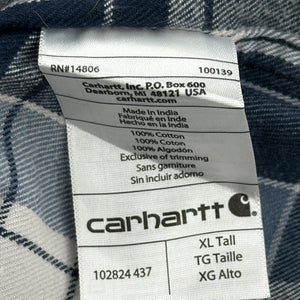 RN#14806 100139
Carhartt, Inc. P.O. Box 600
Dearborn, MI 48121 USA
carhartt.com
Made in India
Fabriqué en Inde
Hecho en la India
100% Cotton
100% Cotton
100% Algodón
Exclusive of trimming
Sans garniture
Sin incluir adorno
carhartt
XL Tall
102824 437 TG Taille
XG Alto